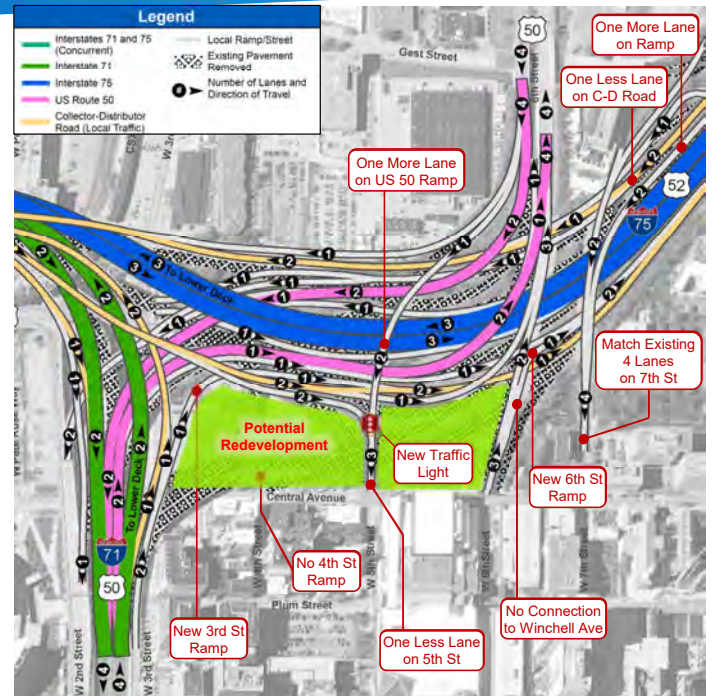 Legend
Interstates 71 and 75
(Concurrent)
Interstate 71
Interstate 75
US Route 50
Collector-Distributor
Road (Local Traffic)
Local Ramp/Street
Existing Pavement
Removed
Number of Lanes and
Direction of Travel
50
Gest Street
6th Street
One More Lane
on Ramp
One Less Lane
on C-D Road
One More Lane
on US 50 Ramp
52
75
To Lower Deck
Match Existing
4 Lanes
on 7th St
Potential
Redevelopment
New Traffic
Light
New 6th St
Ramp
W Pete Rose Way
To Lower Deck
Central Avenue
71
50
No 4th St
Ramp
W 4th Street
W 5th Street
W 6th Street
W 7th Street
No Connection
to Winchell Ave
Plum Street
New 3rd St
Ramp
One Less Lane
on 5th St
W 2nd Street
W 3rd Street